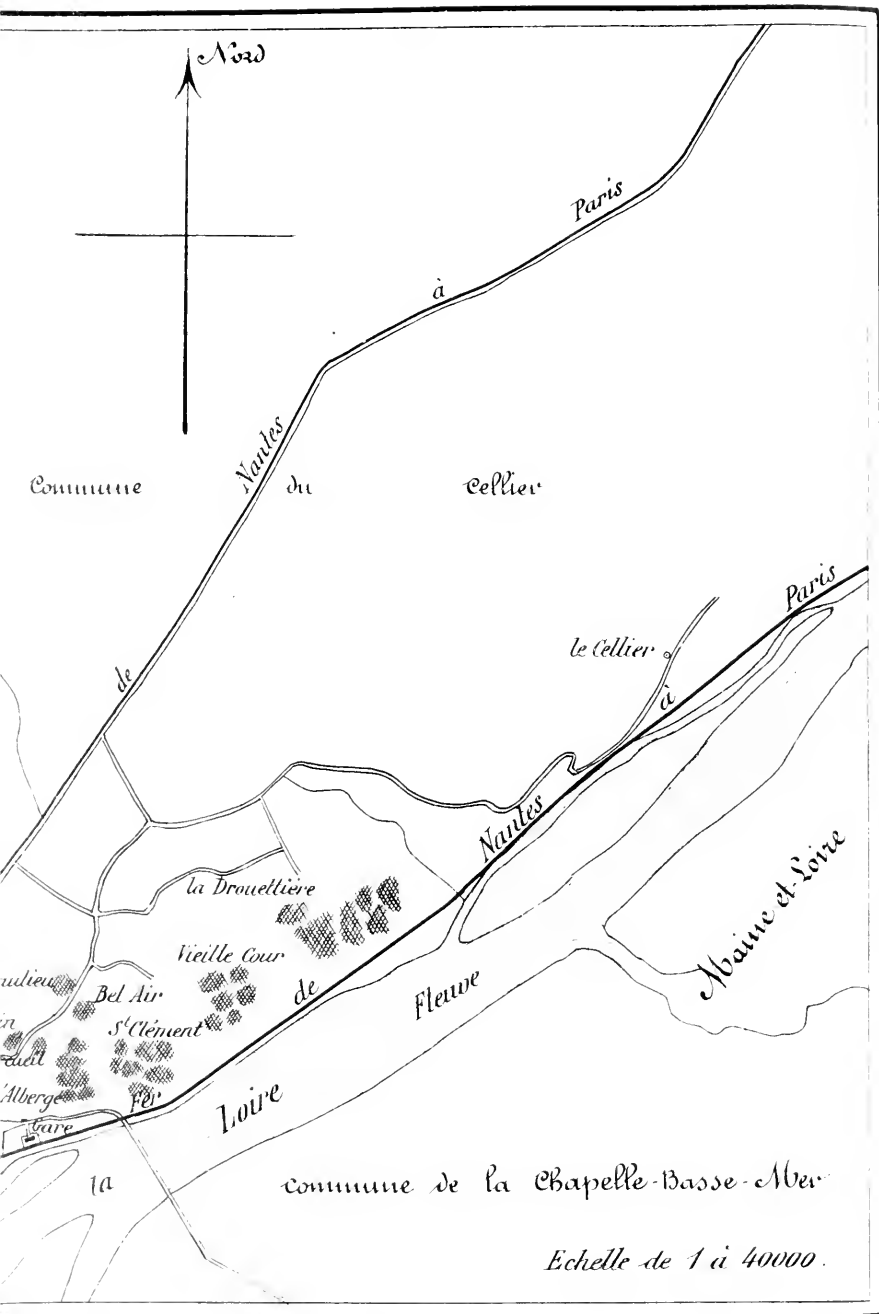 Nord
Paris
à
Nantes
de
Commune du Cellier
Paris
à
Nantes
de
Fer
le Cellier
la Drouettière
Vieille Cour
Bel Air
St Clément
Gare
Maine-et-Loire
Fleuve
Loire
la
Commune de la Chapelle-Basse-Mer
Echelle de 1 à 40000.